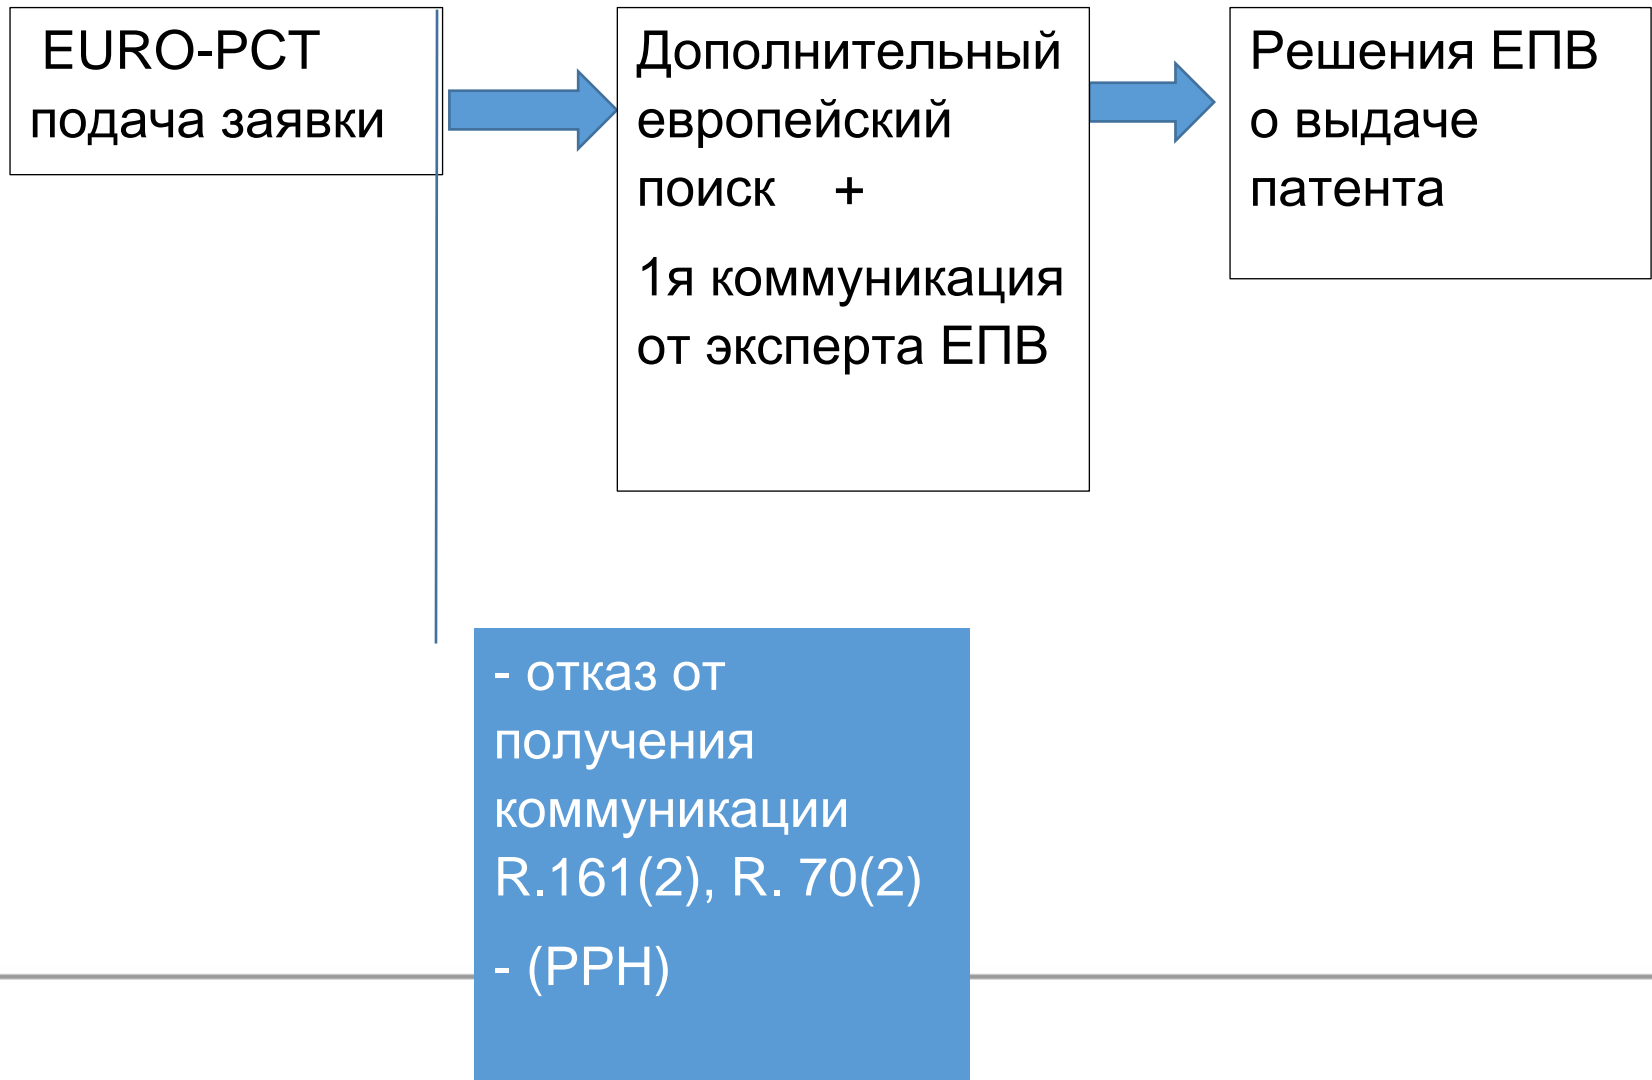 EURO-PCT
подача заявки
Дополнительный
европейский
поиск +
1я коммуникация
от эксперта ЕПВ
Решения ЕПВ
о выдаче
патента
- отказ от
получения
коммуникации
R.161(2), R. 70(2)
- (PPH)